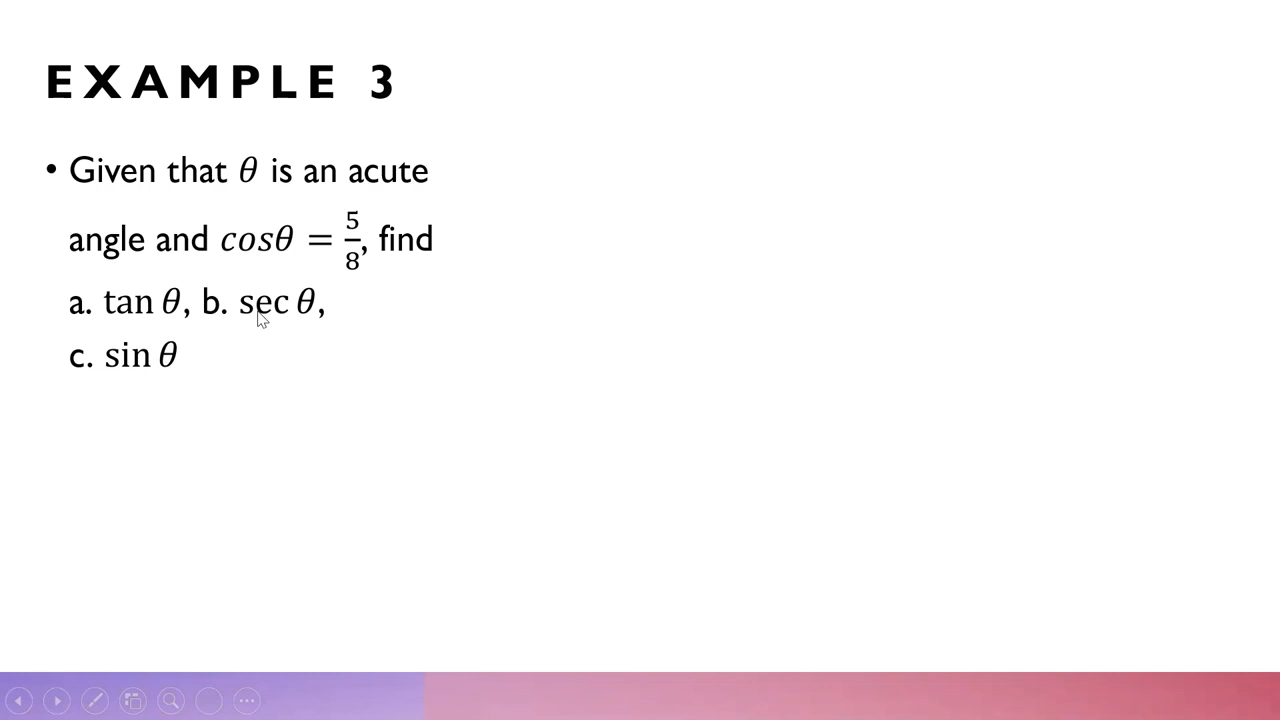 EXAMPLE 3
• Given that θ is an acute
angle and cosθ = 5/8, find
a. tan θ, b. sec θ,
c. sin θ